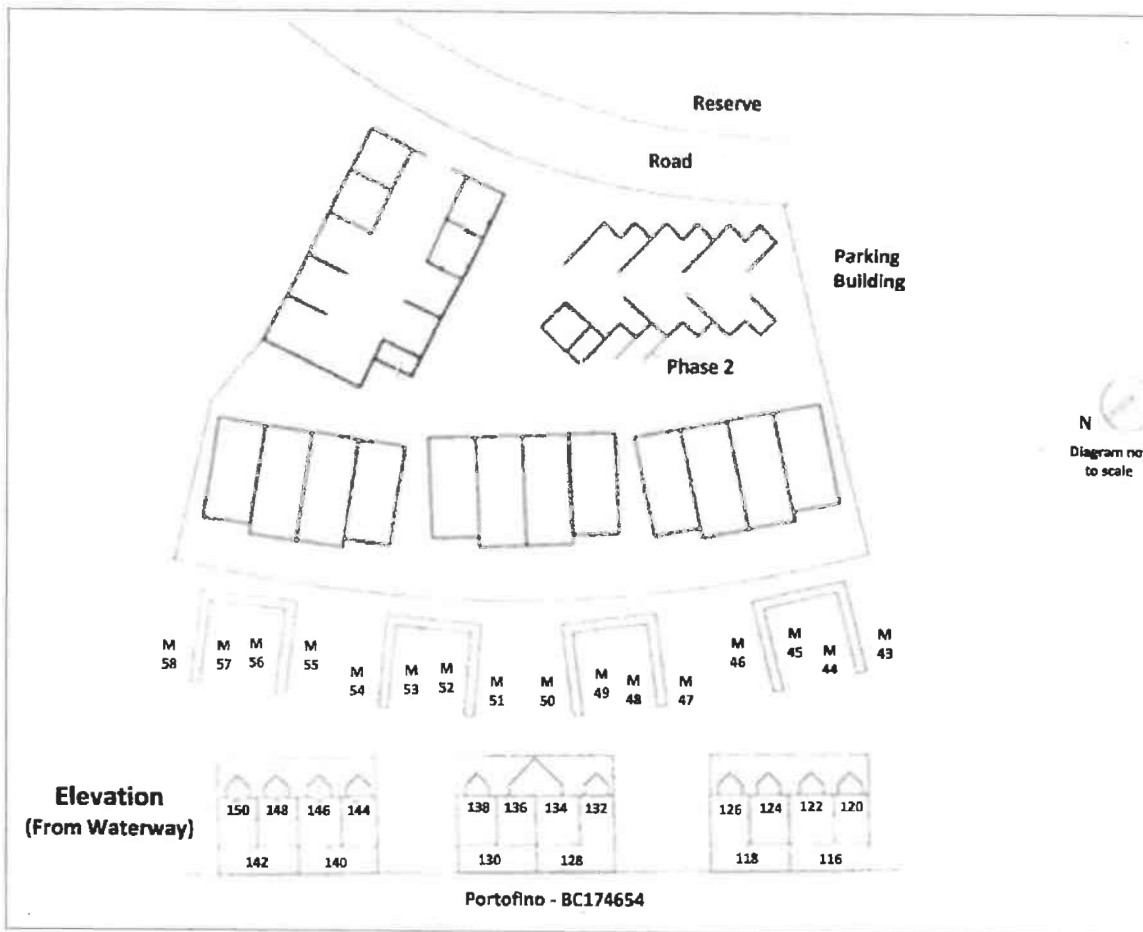 Reserve
Road
Parking
Building
Phase 2
N
Diagram no
to scale
M
58
M
57
M
56
M
55
M
54
M
53
M
52
M
51
M
50
M
49
M
48
M
47
M
46
M
45
M
44
M
43
Elevation
(From Waterway)
150 148 146 144
142 140
138 136 134 132
130 128
126 124 122 120
118 116
Portofino - BC174654